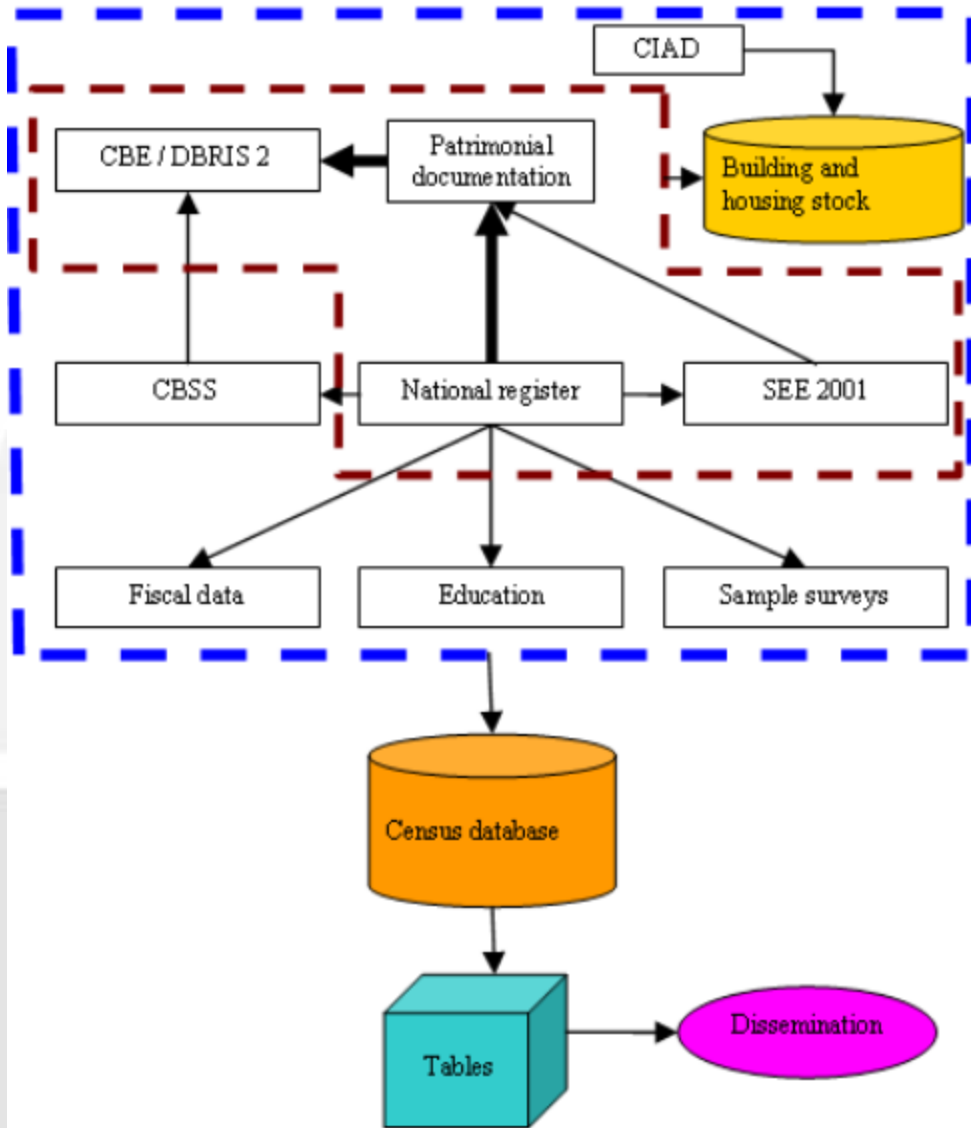 CIAD
CBE / DBRIS 2
Patrimonial
documentation
Building and
housing stock
CBSS
National register
SEE 2001
Fiscal data
Education
Sample surveys
Census database
Tables
Dissemination